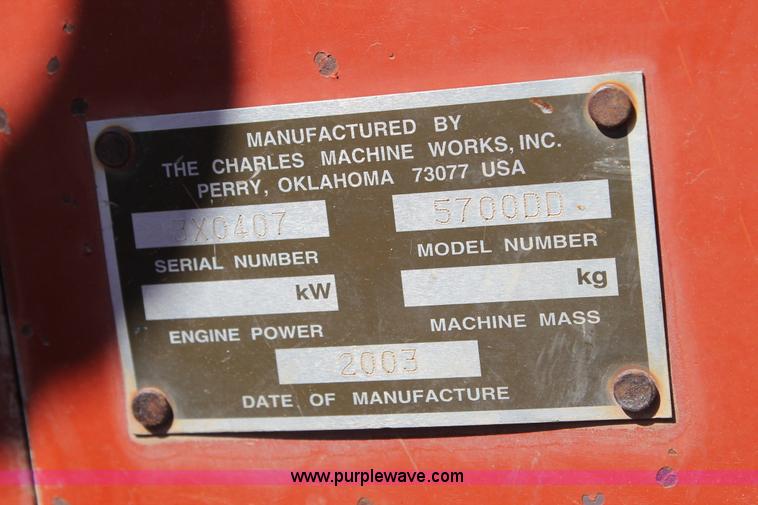 MANUFACTURED BY
THE CHARLES MACHINE WORKS, INC.
PERRY, OKLAHOMA 73077 USA
3X0407
5700DD
SERIAL NUMBER
MODEL NUMBER
kW
kg
ENGINE POWER
MACHINE MASS
2003
DATE OF MANUFACTURE
www.purplewave.com